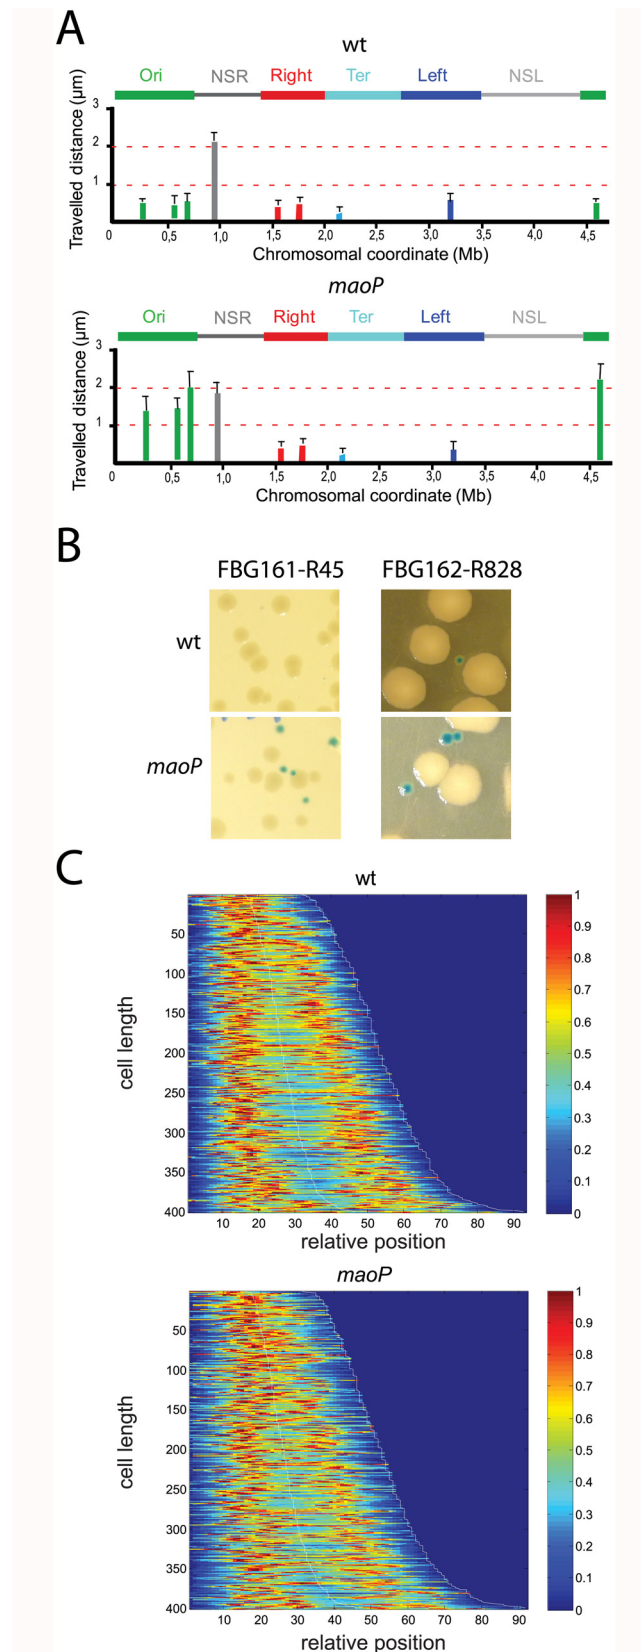 A
wt
Ori NSR Right Ter Left NSL
Travelled distance (μm)
3
2
1
0 0,5 1,0 1,5 2,0 2,5 3,0 3,5 4,0 4,5
Chromosomal coordinate (Mb)
maoP
Ori NSR Right Ter Left NSL
Travelled distance (μm)
3
2
1
0 0,5 1,0 1,5 2,0 2,5 3,0 3,5 4,0 4,5
Chromosomal coordinate (Mb)
B
FBG161-R45 FBG162-R828
wt
maoP
C
wt
cell length
50
100
150
200
250
300
350
400
10 20 30 40 50 60 70 80 90
relative position
1
0.9
0.8
0.7
0.6
0.5
0.4
0.3
0.2
0.1
0
maoP
cell length
50
100
150
200
250
300
350
400
10 20 30 40 50 60 70 80 90
relative position
1
0.9
0.8
0.7
0.6
0.5
0.4
0.3
0.2
0.1
0